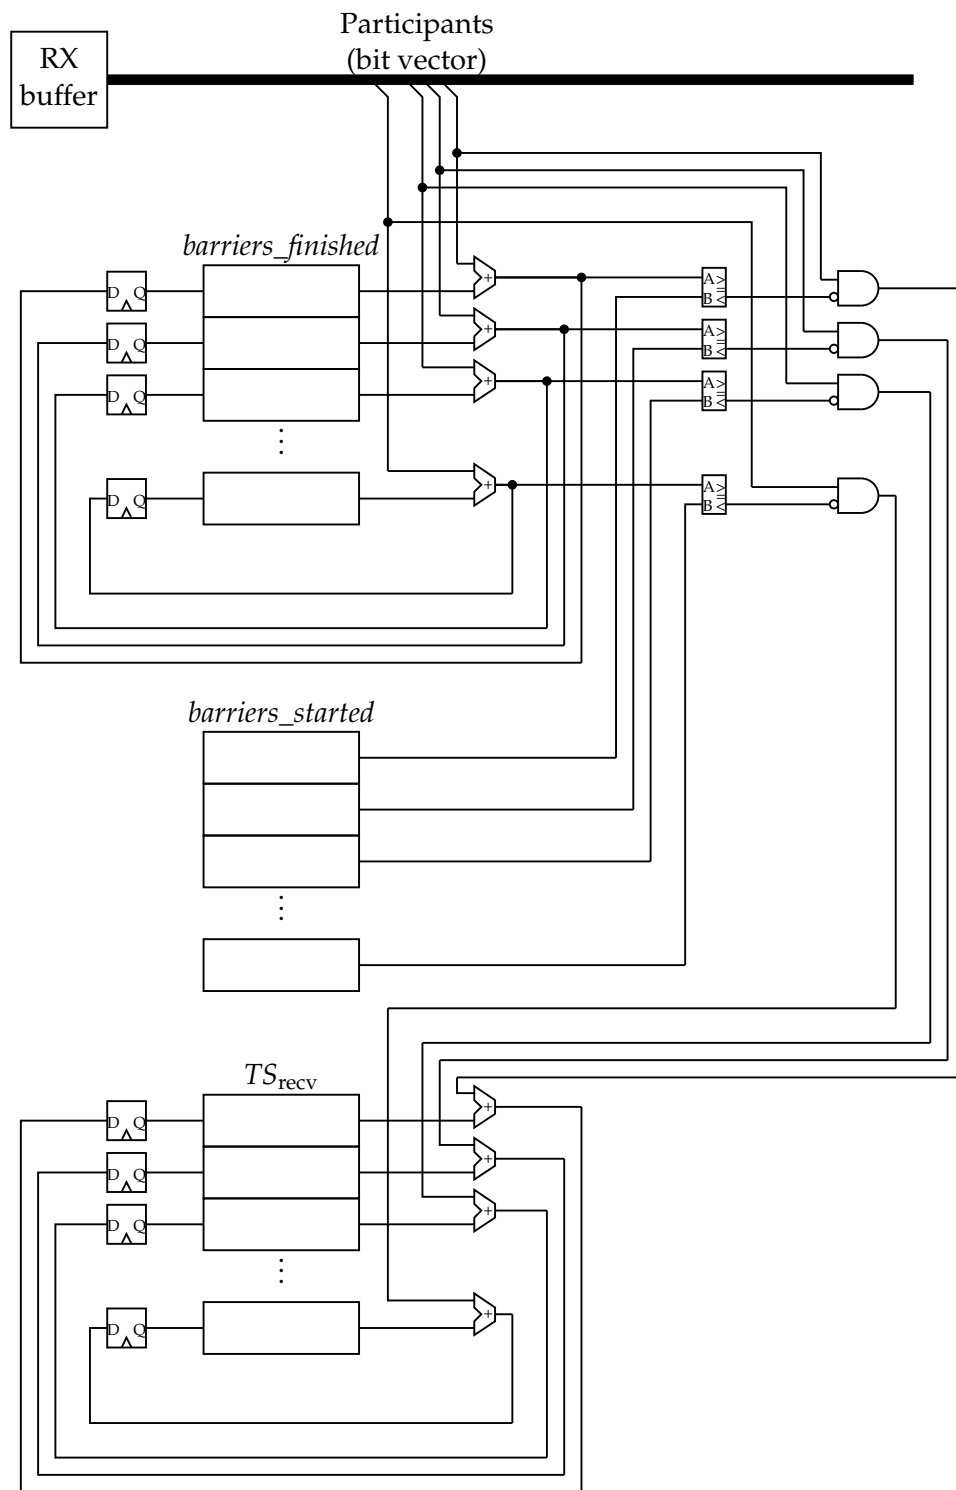 Participants
(bit vector)
RX
buffer
barriers_finished
D Q
+
A >
=
B <
D Q
+
A >
=
B <
D Q
+
A >
=
B <
⋮
D Q
+
A >
=
B <
barriers_started
⋮
TSrecv
D Q
+
D Q
+
D Q
+
⋮
D Q
+